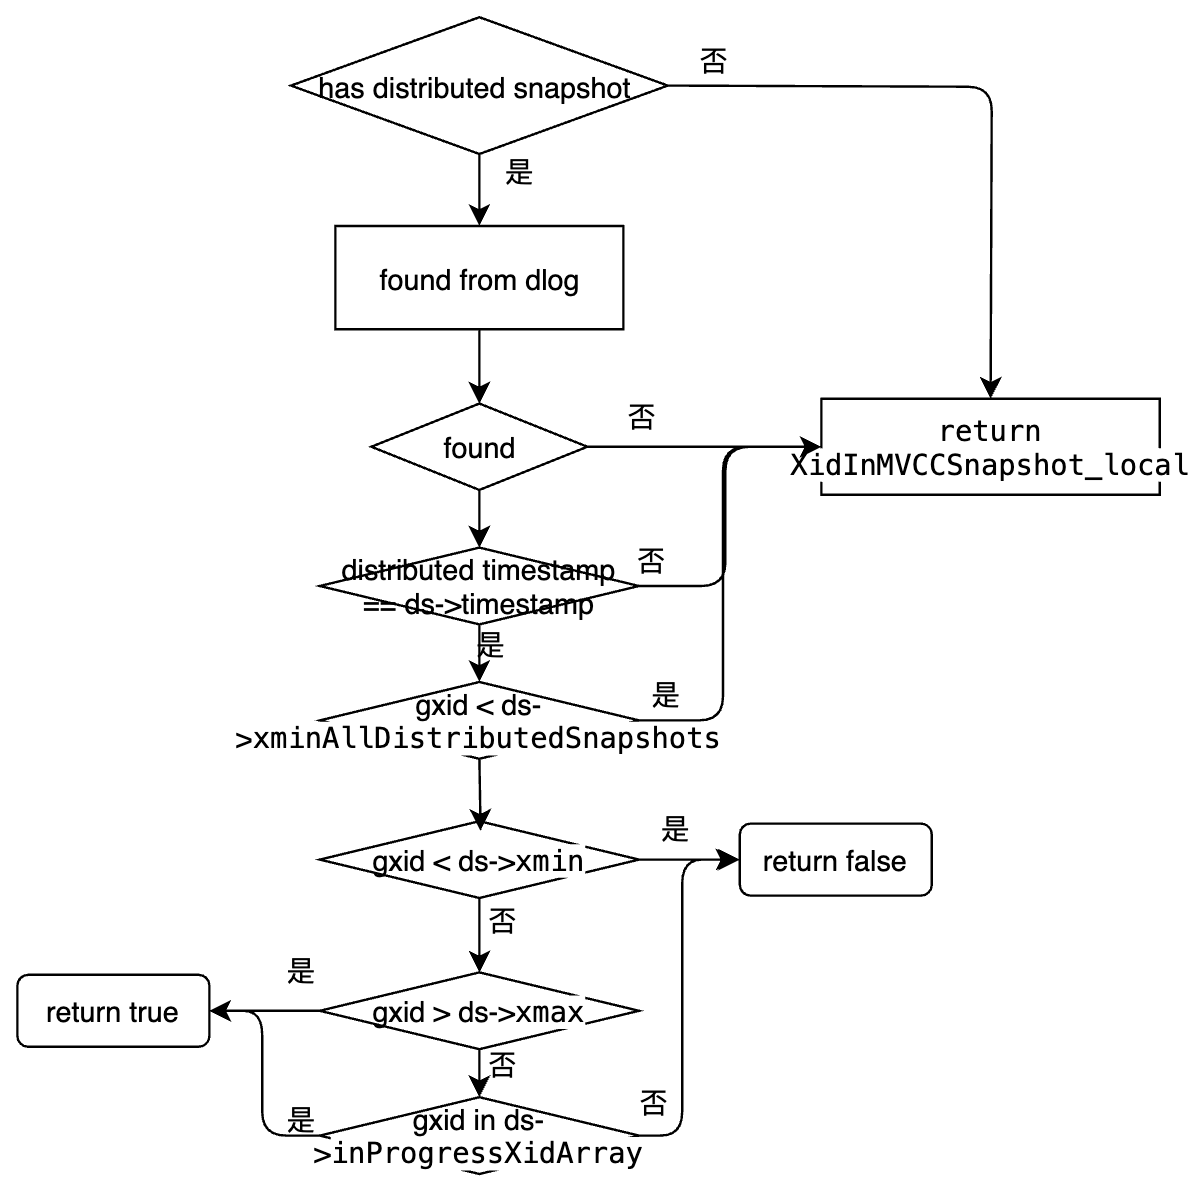 has distributed snapshot
否
是
found from dlog
found
否
return
XidInMVCCSnapshot_local
distributed timestamp
== ds->timestamp
否
是
gxid < ds-
>xminAllDistributedSnapshots
是
gxid < ds->xmin
是
return false
否
gxid > ds->xmax
是
return true
否
gxid in ds-
>inProgressXidArray
是
否